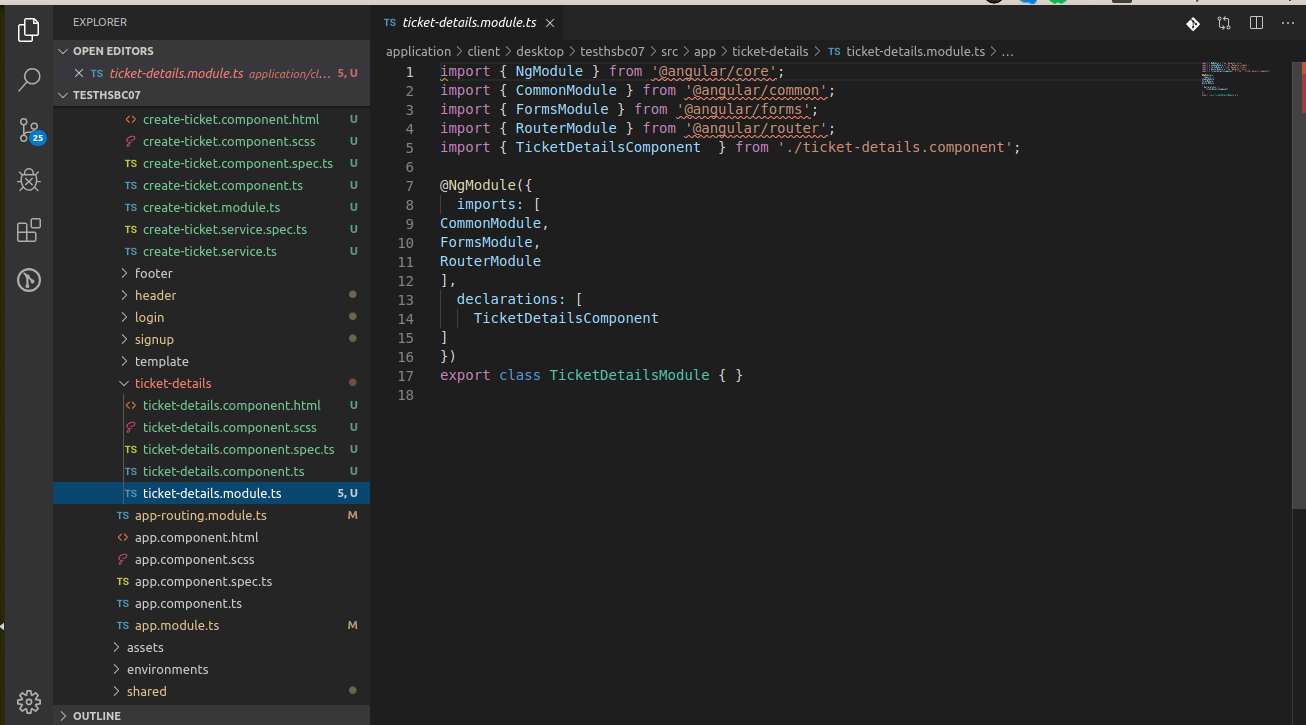 EXPLORER
OPEN EDITORS
TS ticket-details.module.ts application/cl... 5, U
TESTHSBC07
create-ticket.component.html U
create-ticket.component.scss U
TS create-ticket.component.spec.ts U
TS create-ticket.component.ts U
TS create-ticket.module.ts U
TS create-ticket.service.spec.ts U
TS create-ticket.service.ts U
footer
header
login
signup
template
ticket-details
ticket-details.component.html U
ticket-details.component.scss U
TS ticket-details.component.spec.ts U
TS ticket-details.component.ts U
TS ticket-details.module.ts 5, U
TS app-routing.module.ts M
app.component.html
app.component.scss
TS app.component.spec.ts
TS app.component.ts
TS app.module.ts M
assets
environments
shared
OUTLINE
25
TS ticket-details.module.ts
application > client > desktop > testhsbc07 > src > app > ticket-details > TS ticket-details.module.ts > ...
1 import { NgModule } from '@angular/core';
2 import { CommonModule } from '@angular/common';
3 import { FormsModule } from '@angular/forms';
4 import { RouterModule } from '@angular/router';
5 import { TicketDetailsComponent  } from './ticket-details.component';
6
7 @NgModule({
8   imports: [
9 CommonModule,
10 FormsModule,
11 RouterModule
12 ],
13   declarations: [
14     TicketDetailsComponent
15 ]
16 })
17 export class TicketDetailsModule { }
18